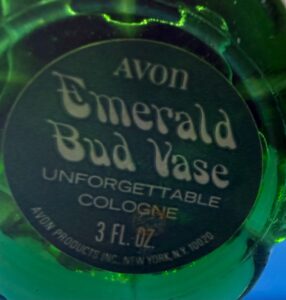 AVON
Emerald
Bud Vase
UNFORGETTABLE
COLOGNE
3 FL. OZ.
AVON PRODUCTS INC., NEW YORK, N.Y. 10020